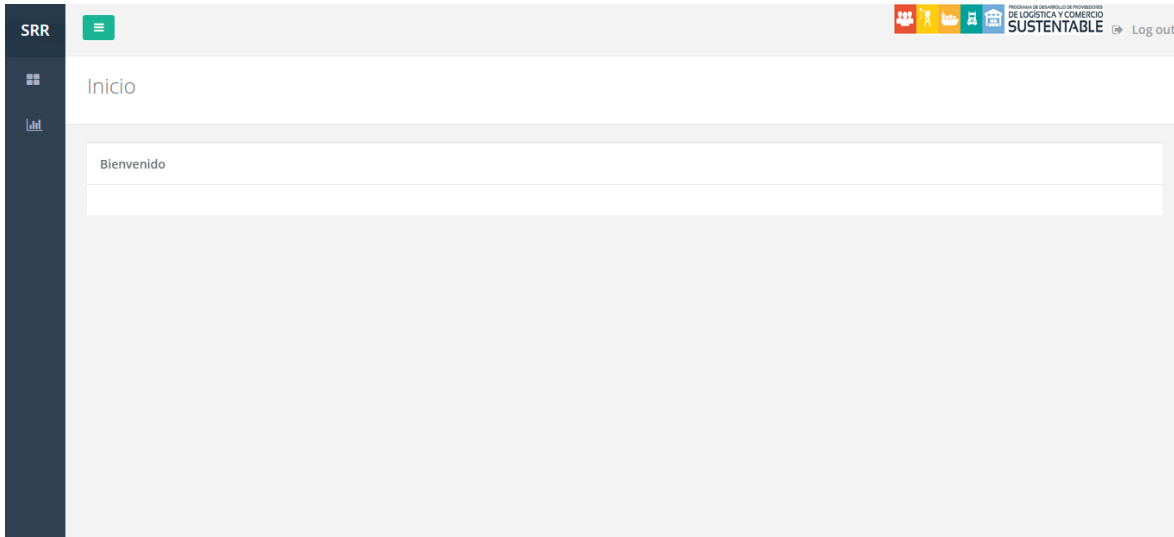 SRR
PROGRAMA DE DESARROLLO DE PROVEEDORES
DE LOGÍSTICA Y COMERCIO
SUSTENTABLE
Log out
Inicio
Bienvenido